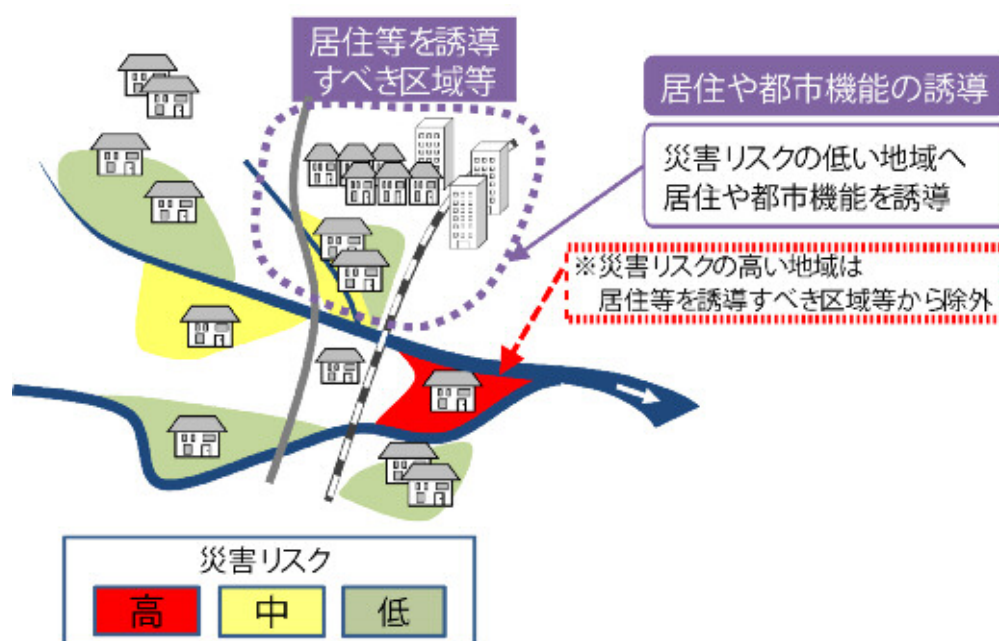 居住等を誘導
すべき区域等
居住や都市機能の誘導
災害リスクの低い地域へ
居住や都市機能を誘導
※災害リスクの高い地域は
居住等を誘導すべき区域等から除外
災害リスク
高
中
低